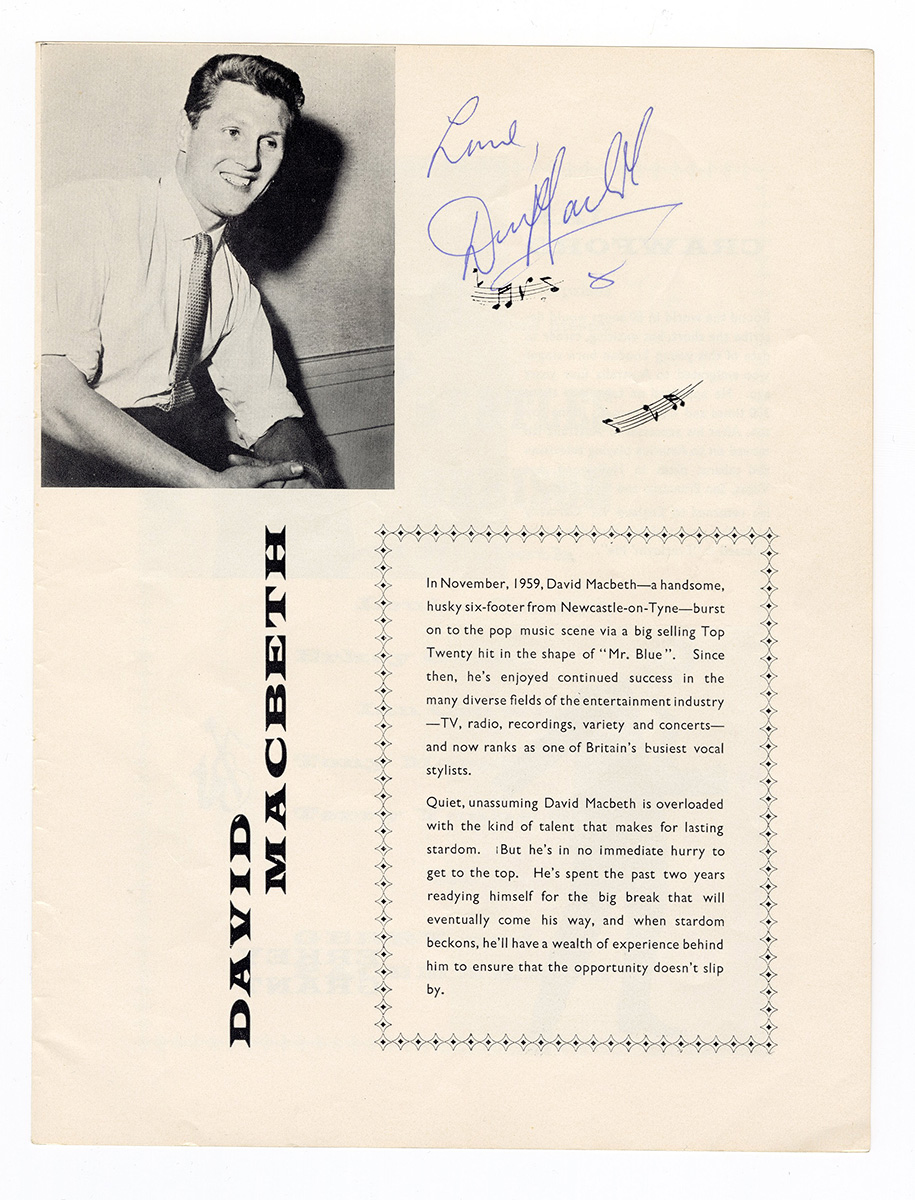 Love,
David Macbeth
x
DAVID
MACBETH
In November, 1959, David Macbeth—a handsome,
husky six-footer from Newcastle-on-Tyne—burst
on to the pop music scene via a big selling Top
Twenty hit in the shape of “Mr. Blue”. Since
then, he’s enjoyed continued success in the
many diverse fields of the entertainment industry
—TV, radio, recordings, variety and concerts—
and now ranks as one of Britain’s busiest vocal
stylists.
Quiet, unassuming David Macbeth is overloaded
with the kind of talent that makes for lasting
stardom. But he’s in no immediate hurry to
get to the top. He’s spent the past two years
readying himself for the big break that will
eventually come his way, and when stardom
beckons, he’ll have a wealth of experience behind
him to ensure that the opportunity doesn’t slip
by.